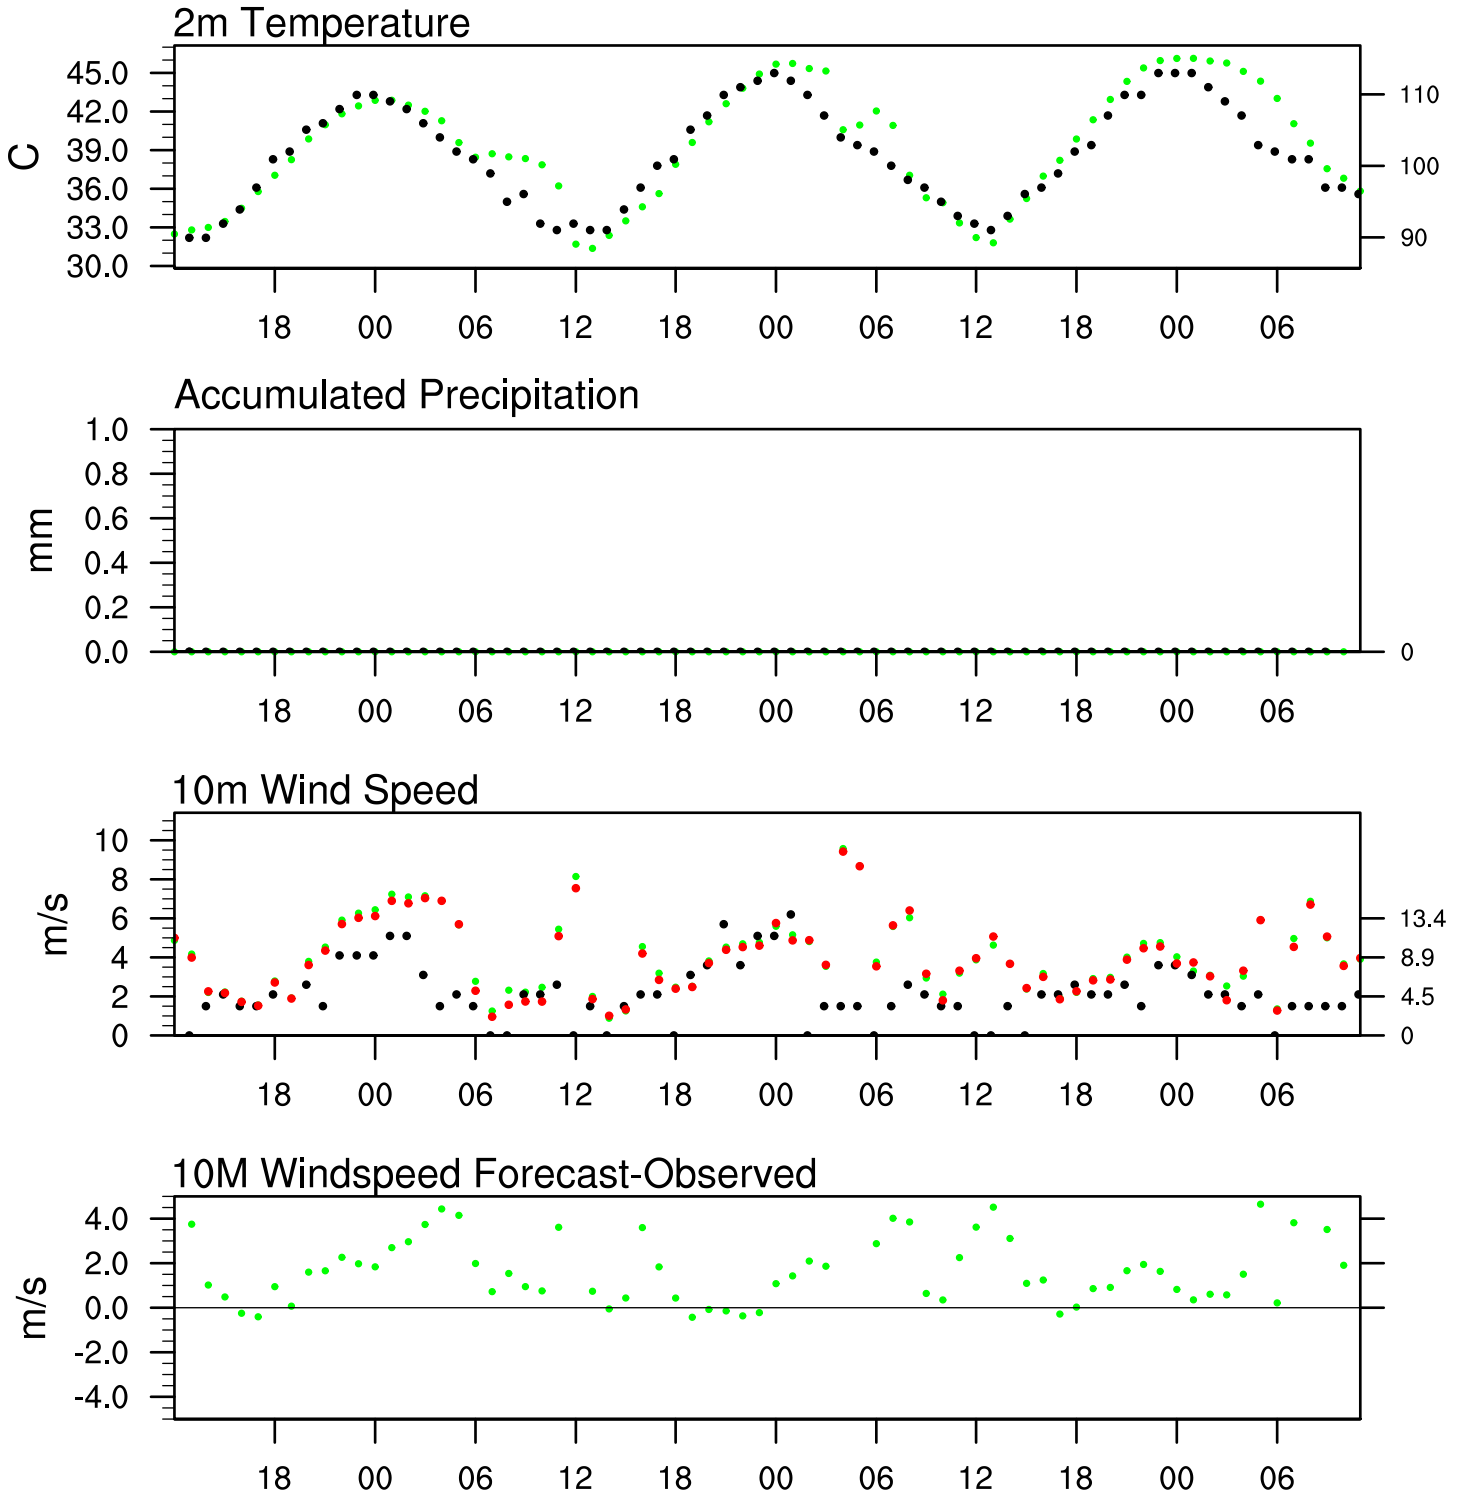 2m Temperature
45.0
42.0
39.0
36.0
33.0
30.0
C
110
100
90
18 00 06 12 18 00 06 12 18 00 06
Accumulated Precipitation
1.0
0.8
0.6
0.4
0.2
0.0
mm
0
18 00 06 12 18 00 06 12 18 00 06
10m Wind Speed
10
8
6
4
2
0
m/s
13.4
8.9
4.5
0
18 00 06 12 18 00 06 12 18 00 06
10M Windspeed Forecast-Observed
4.0
2.0
0.0
-2.0
-4.0
m/s
18 00 06 12 18 00 06 12 18 00 06